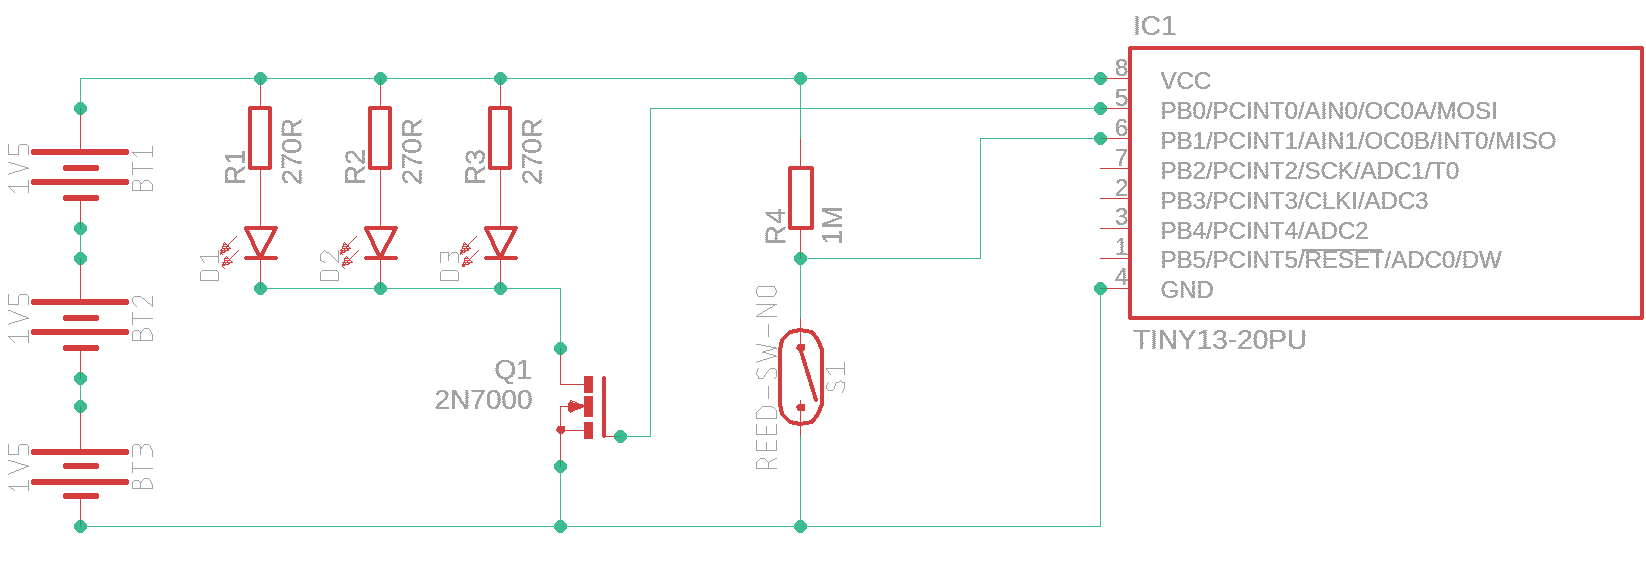 IC1
8
VCC
5
PB0/PCINT0/AIN0/OC0A/MOSI
6
PB1/PCINT1/AIN1/OC0B/INT0/MISO
7
PB2/PCINT2/SCK/ADC1/T0
2
PB3/PCINT3/CLKI/ADC3
3
PB4/PCINT4/ADC2
1
PB5/PCINT5/RESET/ADC0/DW
4
GND
TINY13-20PU
1V5
BT1
R1
270R
R2
270R
R3
270R
R4
1M
D1
D2
D3
1V5
BT2
Q1
2N7000
REED-SW-NO
S1
1V5
BT3